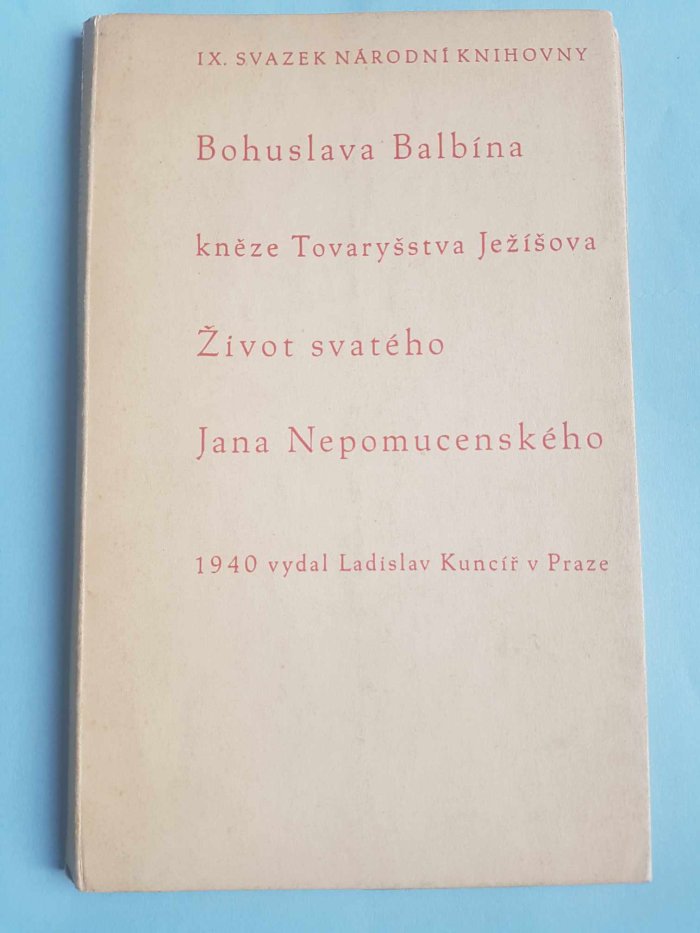 IX. SVAZEK NÁRODNÍ KNIHOVNY
Bohuslava Balbína
kněze Tovaryšstva Ježíšova
Život svatého
Jana Nepomucenského
1940 vydal Ladislav Kuncíř v Praze